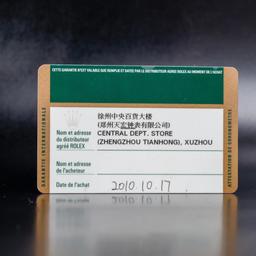 CETTE GARANTIE N'EST VALABLE QUE REMPLIE ET DATÉE PAR LE DISTRIBUTEUR AGRÉÉ ROLEX AU MOMENT DE L'ACHAT
GARANTIE INTERNATIONALE
徐州中央百货大楼
(郑州天宏钟表有限公司)
Nom et adresse
du distributeur
agréé ROLEX
CENTRAL DEPT. STORE
(ZHENGZHOU TIANHONG), XUZHOU
Nom et adresse
de l'acheteur
Date de l'achat
2010.10.17
ATTESTATION DE CHRONOMÈTRE